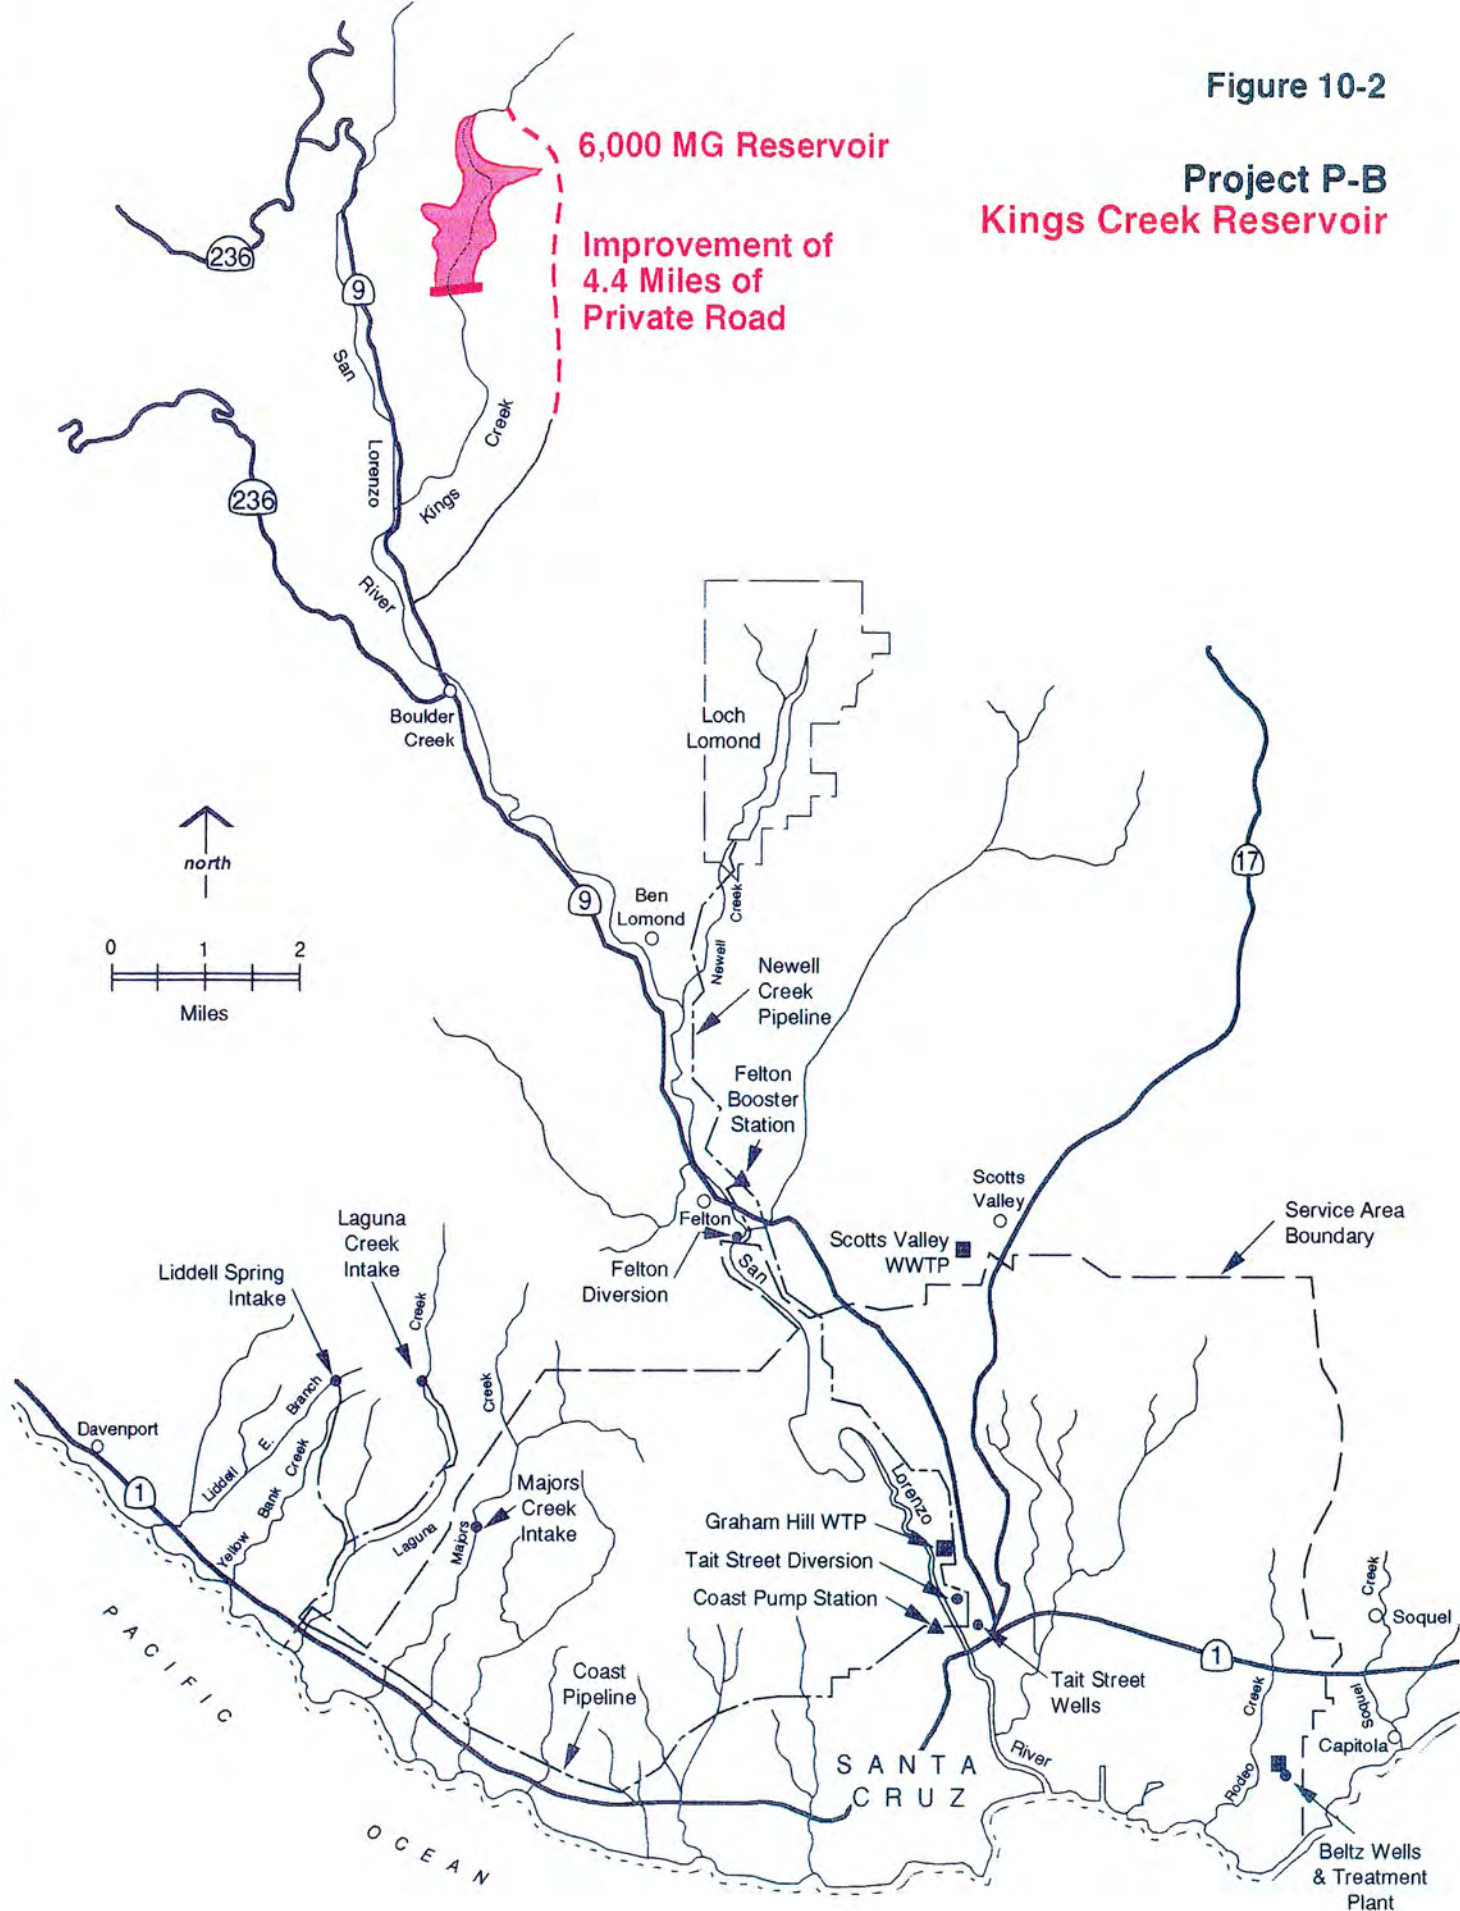 Figure 10-2
Project P-B
Kings Creek Reservoir
6,000 MG Reservoir
Improvement of
4.4 Miles of
Private Road
236
9
San
Lorenzo
River
Creek
Kings
236
Boulder
Creek
Loch
Lomond
17
north
0 1 2
Miles
9
Ben
Lomond
Creek
Newell
Newell
Creek
Pipeline
Felton
Booster
Station
Scotts
Valley
Service Area
Boundary
Felton
Scotts Valley
WWTP
Felton
Diversion
San
Laguna
Creek
Intake
Liddell Spring
Intake
Creek
Creek
Branch
E.
Liddell
Creek
Bank
Yellow
Davenport
1
Laguna
Majors
Majors
Creek
Intake
Lorenzo
Graham Hill WTP
Tait Street Diversion
Coast Pump Station
Creek
Soquel
1
Tait Street
Wells
Coast
Pipeline
Creek
Rodeo
Soquel
Capitola
River
SANTA
CRUZ
PACIFIC
OCEAN
Beltz Wells
& Treatment
Plant